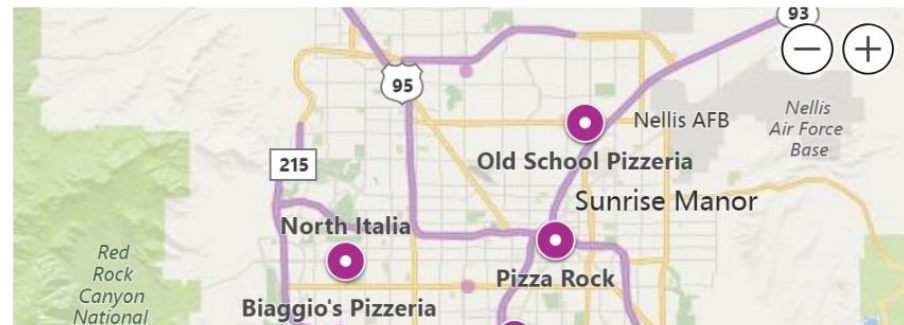 93
95
Nellis AFB
Nellis
Air Force
Base
Old School Pizzeria
215
Sunrise Manor
North Italia
Red
Rock
Canyon
National
Pizza Rock
Biaggio's Pizzeria